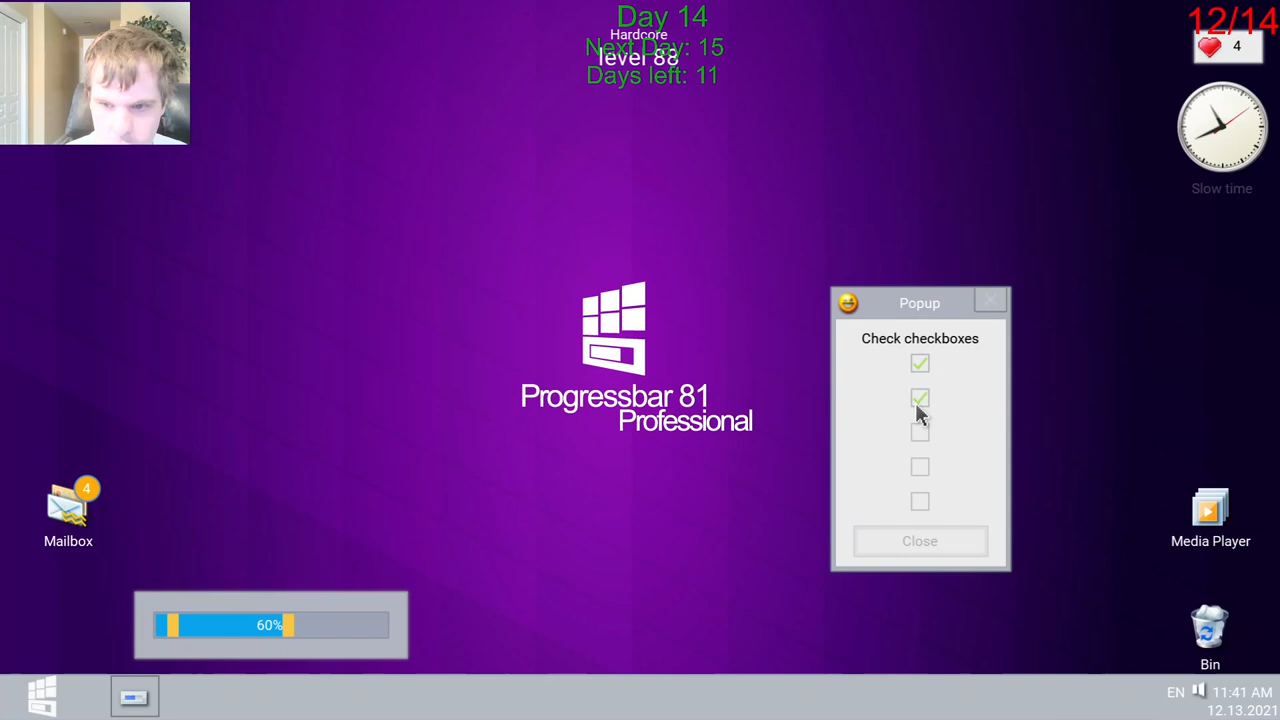 Day 14
12/14
Hardcore
Next Day: 15
level 88
4
Days left: 11
Slow time
Popup
Check checkboxes
Progressbar 81
Professional
4
Mailbox
Media Player
Close
60%
Bin
EN 11:41 AM
12.13.2021